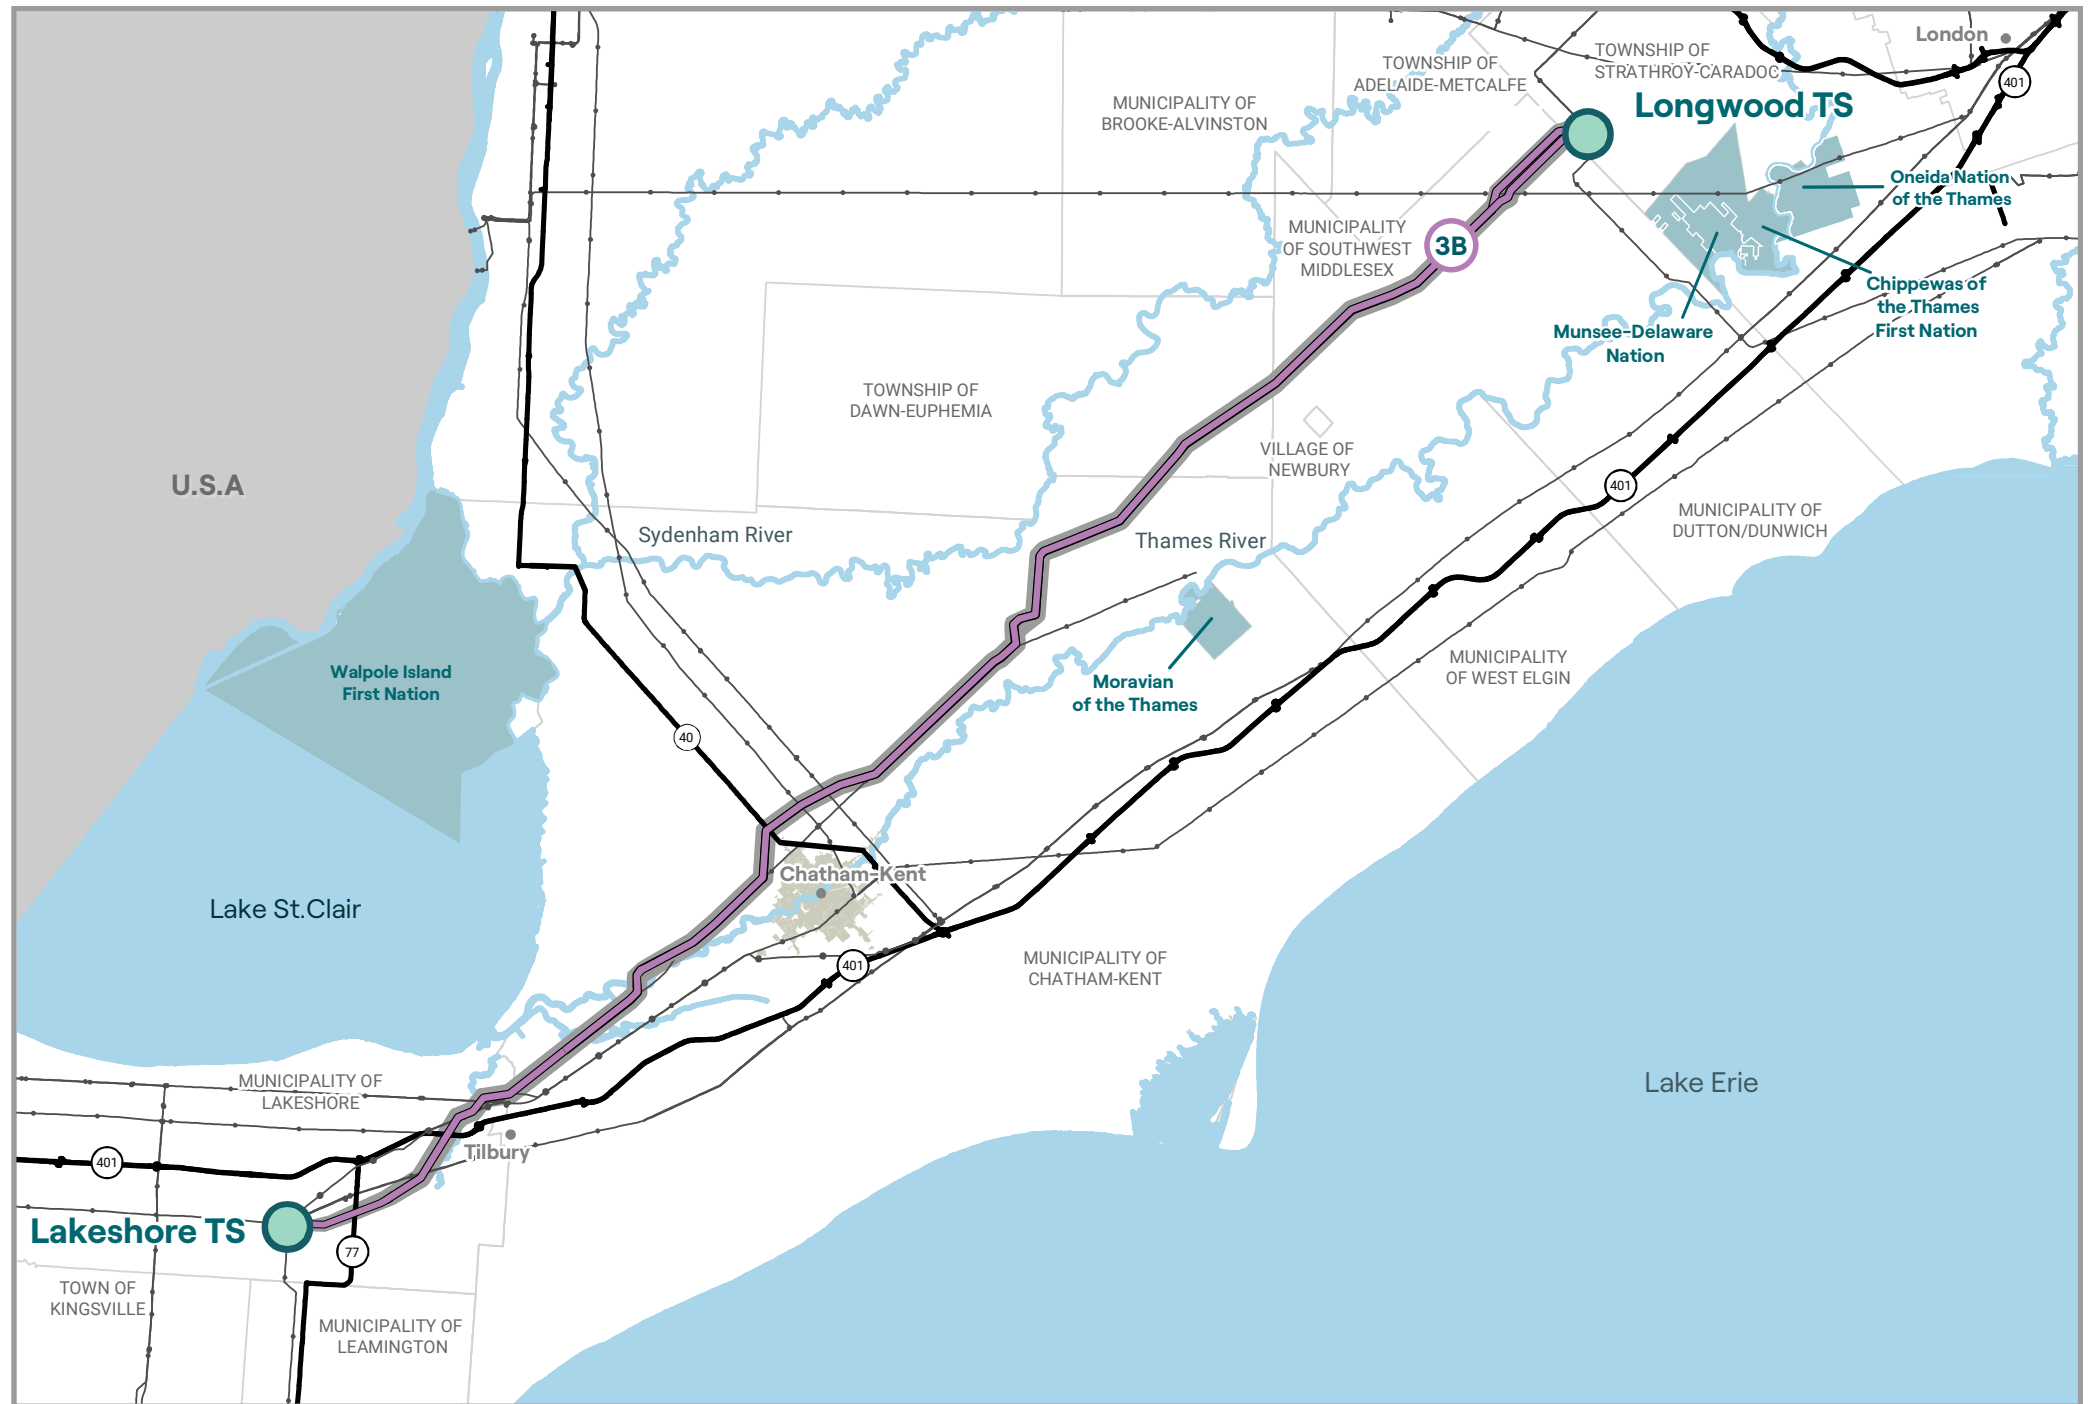 London
TOWNSHIP OF
STRATHROY-CARADOC
TOWNSHIP OF
ADELAIDE-METCALFE
401
MUNICIPALITY OF
BROOKE-ALVINSTON
Longwood TS
Oneida Nation
of the Thames
MUNICIPALITY
OF SOUTHWEST
MIDDLESEX
3B
Chippewas of
the Thames
First Nation
Munsee-Delaware
Nation
TOWNSHIP OF
DAWN-EUPHEMIA
VILLAGE OF
NEWBURY
U.S.A
401
MUNICIPALITY OF
DUTTON/DUNWICH
Sydenham River
Thames River
Walpole Island
First Nation
MUNICIPALITY
OF WEST ELGIN
Moravian
of the Thames
40
Chatham-Kent
Lake St.Clair
401
MUNICIPALITY OF
CHATHAM-KENT
Lake Erie
MUNICIPALITY OF
LAKESHORE
Tilbury
401
Lakeshore TS
77
TOWN OF
KINGSVILLE
MUNICIPALITY OF
LEAMINGTON